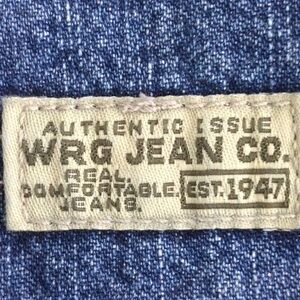 AUTHENTIC ISSUE
WRG JEAN CO.
REAL.
COMFORTABLE. EST. 1947
JEANS.